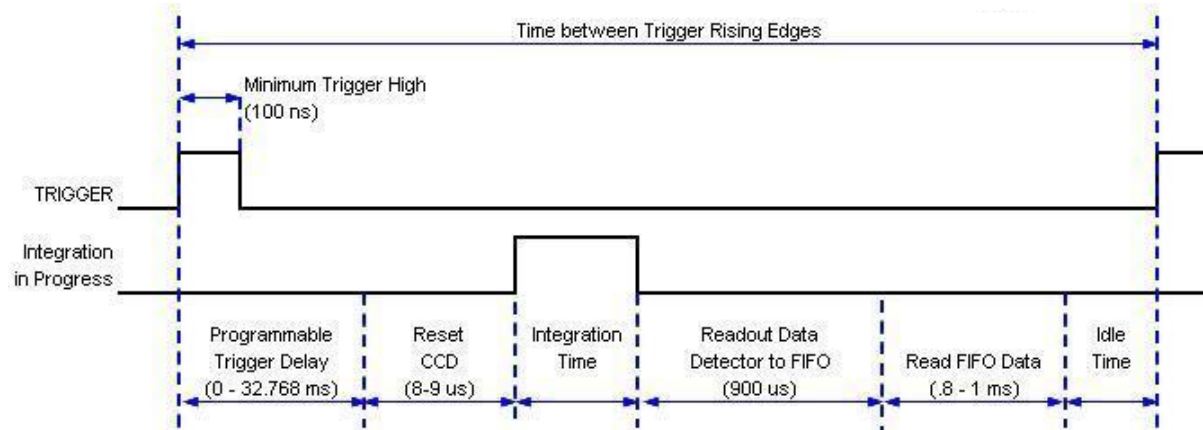 Time between Trigger Rising Edges
Minimum Trigger High
(100 ns)
TRIGGER
Integration
in Progress
Programmable
Trigger Delay
(0 - 32.768 ms)
Reset
CCD
(8-9 us)
Integration
Time
Readout Data
Detector to FIFO
(900 us)
Read FIFO Data
(.8 - 1 ms)
Idle
Time